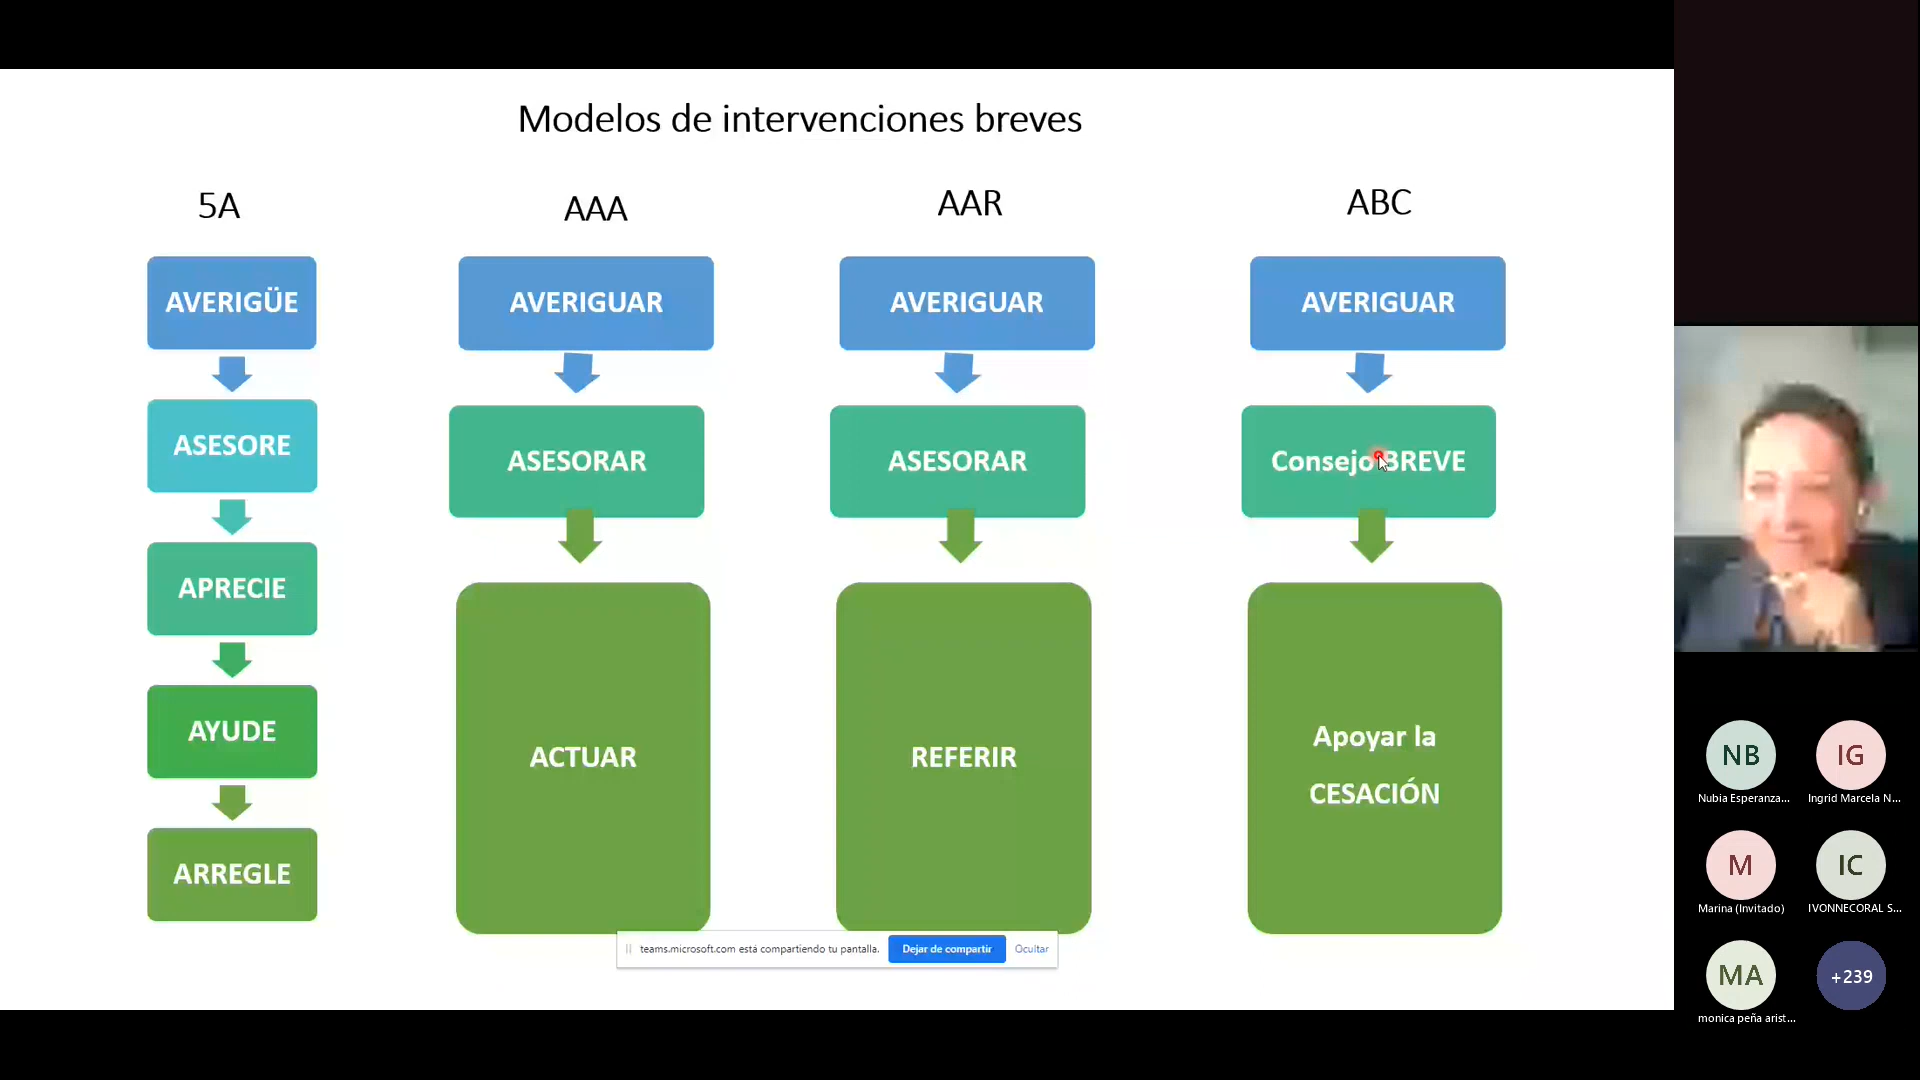 Modelos de intervenciones breves
5A
AVERIGÜE
ASESORE
APRECIE
AYUDE
ARREGLE
AAA
AVERIGUAR
ASESORAR
ACTUAR
AAR
AVERIGUAR
ASESORAR
REFERIR
ABC
AVERIGUAR
Consejo BREVE
Apoyar la
CESACIÓN
teams.microsoft.com está compartiendo tu pantalla.
Dejar de compartir
Ocultar
NB
Nubia Esperanza...
IG
Ingrid Marcela N...
M
Marina (Invitado)
IC
IVONNECORAL S...
MA
monica peña arist...
+239